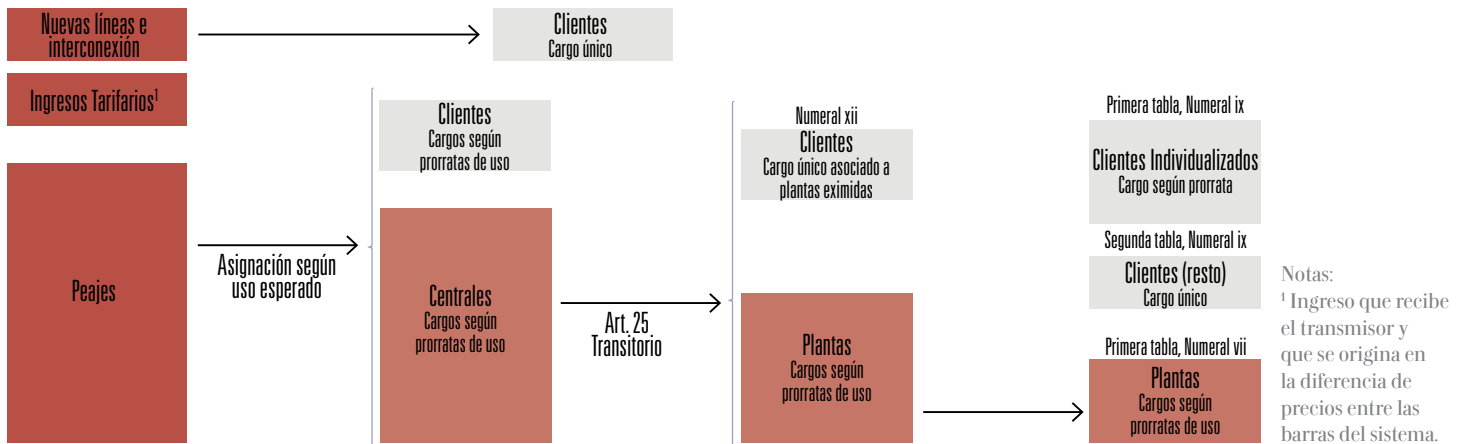 Nuevas líneas e
interconexión
Clientes
Cargo único
Ingresos Tarifarios¹
Peajes
Asignación según
uso esperado
Clientes
Cargos según
prorratas de uso
Centrales
Cargos según
prorratas de uso
Art. 25
Transitorio
Numeral xii
Clientes
Cargo único asociado a
plantas eximidas
Plantas
Cargos según
prorratas de uso
Primera tabla, Numeral ix
Clientes Individualizados
Cargo según prorrata
Segunda tabla, Numeral ix
Clientes (resto)
Cargo único
Primera tabla, Numeral vii
Plantas
Cargos según
prorratas de uso
Notas:
¹ Ingreso que recibe
el transmisor y
que se origina en
la diferencia de
precios entre las
barras del sistema.